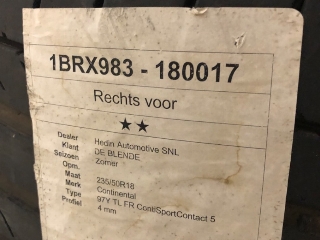 1BRX983 - 180017
Rechts voor
★★
Dealer Hedin Automotive SNL
Klant DE BLENDE
Seizoen Zomer
Opm.
Maat 235/50R18
Merk Continental
Type 97Y TL FR ContiSportContact 5
Profiel 4 mm